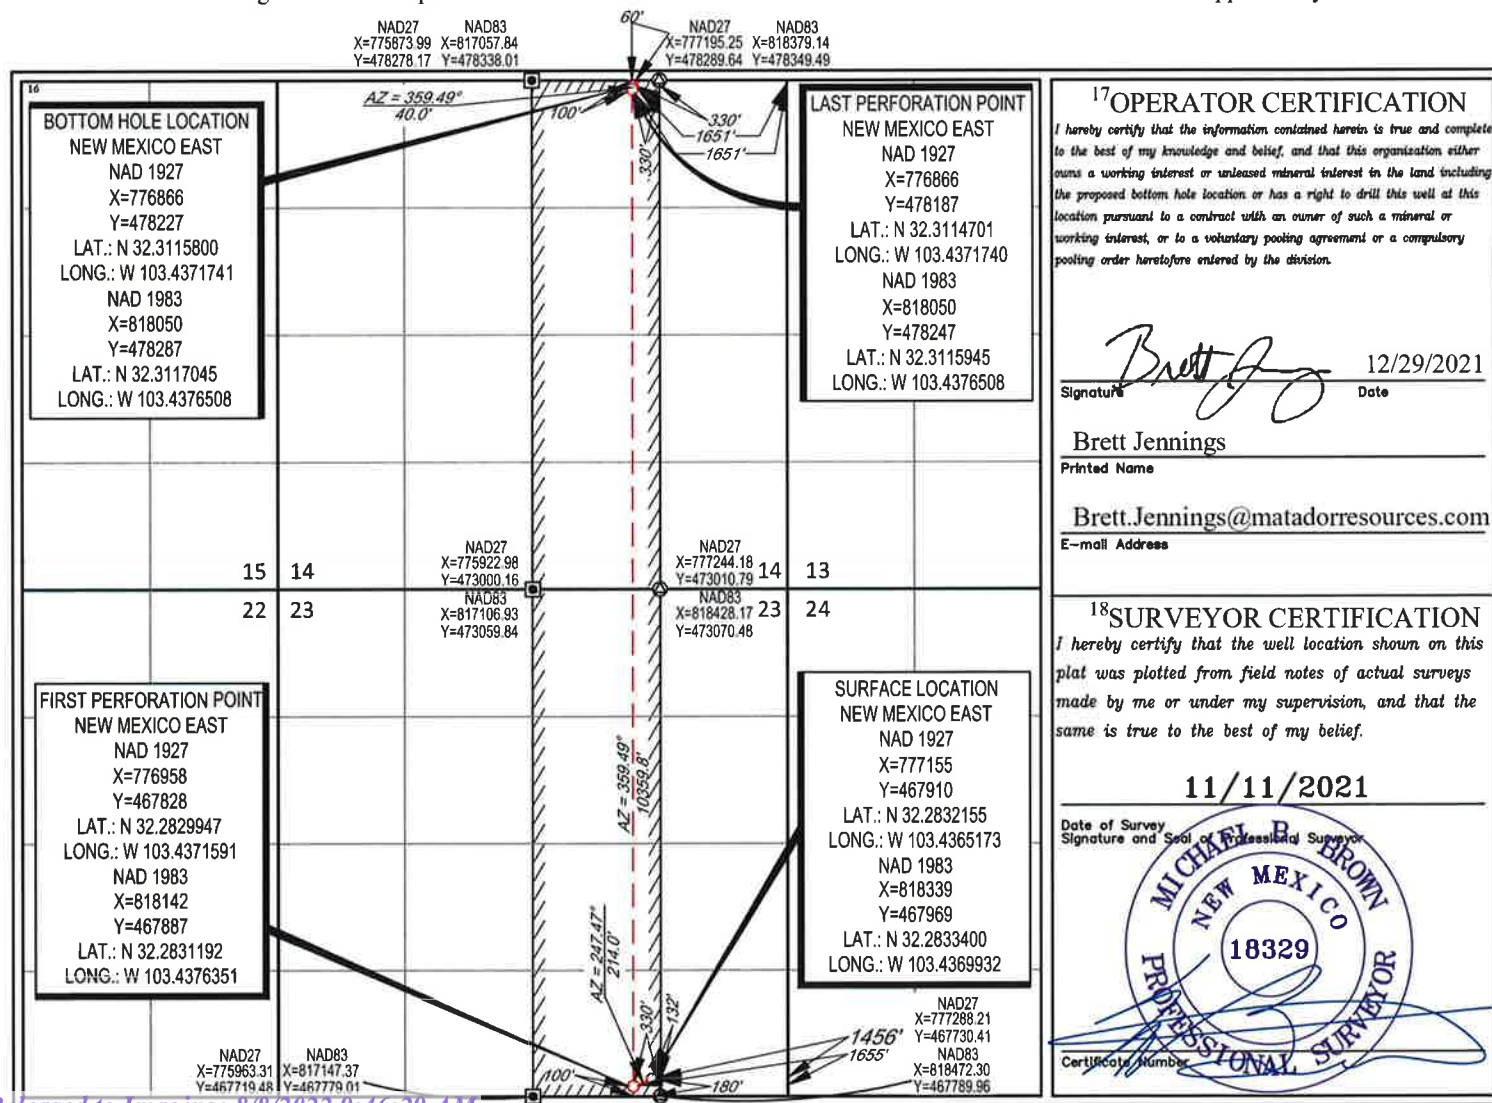 NAD27 NAD83
X=775873.99 X=817057.84
Y=478278.17 Y=478338.01
60'
NAD27 NAD83
X=777195.25 X=818379.14
Y=478289.64 Y=478349.49
16
BOTTOM HOLE LOCATION
NEW MEXICO EAST
NAD 1927
X=776866
Y=478227
LAT.: N 32.3115800
LONG.: W 103.4371741
NAD 1983
X=818050
Y=478287
LAT.: N 32.3117045
LONG.: W 103.4376508
AZ = 359.49°
40.0'
100'
330'
1651'
1651'
330'
LAST PERFORATION POINT
NEW MEXICO EAST
NAD 1927
X=776866
Y=478187
LAT.: N 32.3114701
LONG.: W 103.4371740
NAD 1983
X=818050
Y=478247
LAT.: N 32.3115945
LONG.: W 103.4376508
15 14
22 23
NAD27
X=775922.98
Y=473000.16
NAD83
X=817106.93
Y=473059.84
NAD27
X=777244.18
Y=473010.79
NAD83
X=818428.17
Y=473070.48
14 13
23 24
FIRST PERFORATION POINT
NEW MEXICO EAST
NAD 1927
X=776958
Y=467828
LAT.: N 32.2829947
LONG.: W 103.4371591
NAD 1983
X=818142
Y=467887
LAT.: N 32.2831192
LONG.: W 103.4376351
AZ = 359.49°
10359.8'
AZ = 247.47°
214.0'
SURFACE LOCATION
NEW MEXICO EAST
NAD 1927
X=777155
Y=467910
LAT.: N 32.2832155
LONG.: W 103.4365173
NAD 1983
X=818339
Y=467969
LAT.: N 32.2833400
LONG.: W 103.4369932
330'
132'
1456'
1655'
100'
180'
NAD27
X=777288.21
Y=467730.41
NAD83
X=818472.30
Y=467789.96
NAD27 NAD83
X=775963.31 X=817147.37
Y=467719.48 Y=467779.01
17OPERATOR CERTIFICATION
I hereby certify that the information contained herein is true and complete
to the best of my knowledge and belief, and that this organization either
owns a working interest or unleased mineral interest in the land including
the proposed bottom hole location or has a right to drill this well at this
location pursuant to a contract with an owner of such a mineral or
working interest, or to a voluntary pooling agreement or a compulsory
pooling order heretofore entered by the division.
12/29/2021
Signature Date
Brett Jennings
Printed Name
Brett.Jennings@matadorresources.com
E-mail Address
18SURVEYOR CERTIFICATION
I hereby certify that the well location shown on this
plat was plotted from field notes of actual surveys
made by me or under my supervision, and that the
same is true to the best of my belief.
11/11/2021
Date of Survey
Signature and Seal of Professional Surveyor
MICHAEL B. BROWN
NEW MEXICO
18329
PROFESSIONAL SURVEYOR
Certificate Number